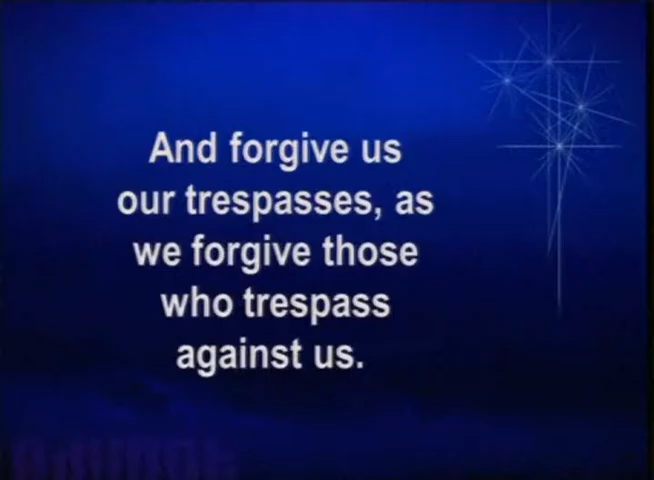 And forgive us
our trespasses, as
we forgive those
who trespass
against us.